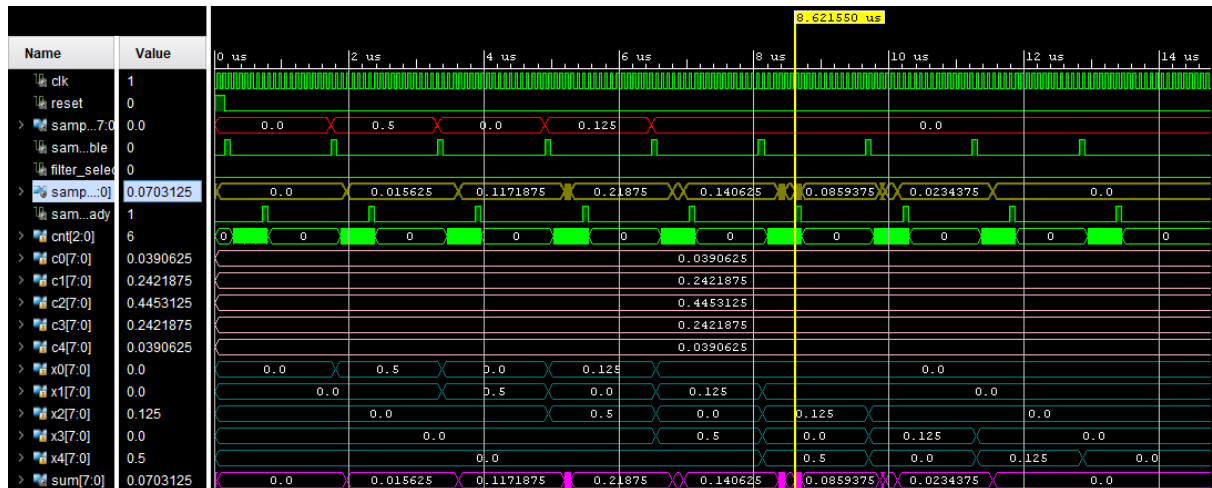 8.621550 us
Name Value 0 us 2 us 4 us 6 us 8 us 10 us 12 us 14 us
clk 1
reset 0
samp...7:0 0.0 0.0 0.5 0.0 0.125 0.0
sam...ble 0
filter_selec 0
samp...:0] 0.0703125 0.0 0.015625 0.1171875 0.21875 0.140625 0.0859375 0.0234375 0.0
sam...ady 1
cnt[2:0] 6 0 0 0 0 0 0 0 0 0 0
c0[7:0] 0.0390625 0.0390625
c1[7:0] 0.2421875 0.2421875
c2[7:0] 0.4453125 0.4453125
c3[7:0] 0.2421875 0.2421875
c4[7:0] 0.0390625 0.0390625
x0[7:0] 0.0 0.0 0.5 0.0 0.125 0.0
x1[7:0] 0.0 0.0 0.5 0.0 0.125 0.0
x2[7:0] 0.125 0.0 0.5 0.0 0.125 0.0
x3[7:0] 0.0 0.0 0.5 0.0 0.125 0.0
x4[7:0] 0.5 0.0 0.5 0.0 0.125 0.0
sum[7:0] 0.0703125 0.0 0.015625 0.1171875 0.21875 0.140625 0.0859375 0.0234375 0.0